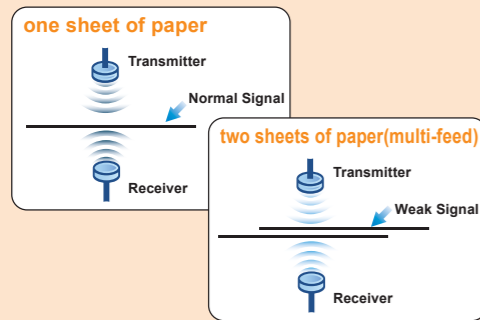 one sheet of paper
Transmitter
Normal Signal
Receiver
two sheets of paper(multi-feed)
Transmitter
Weak Signal
Receiver